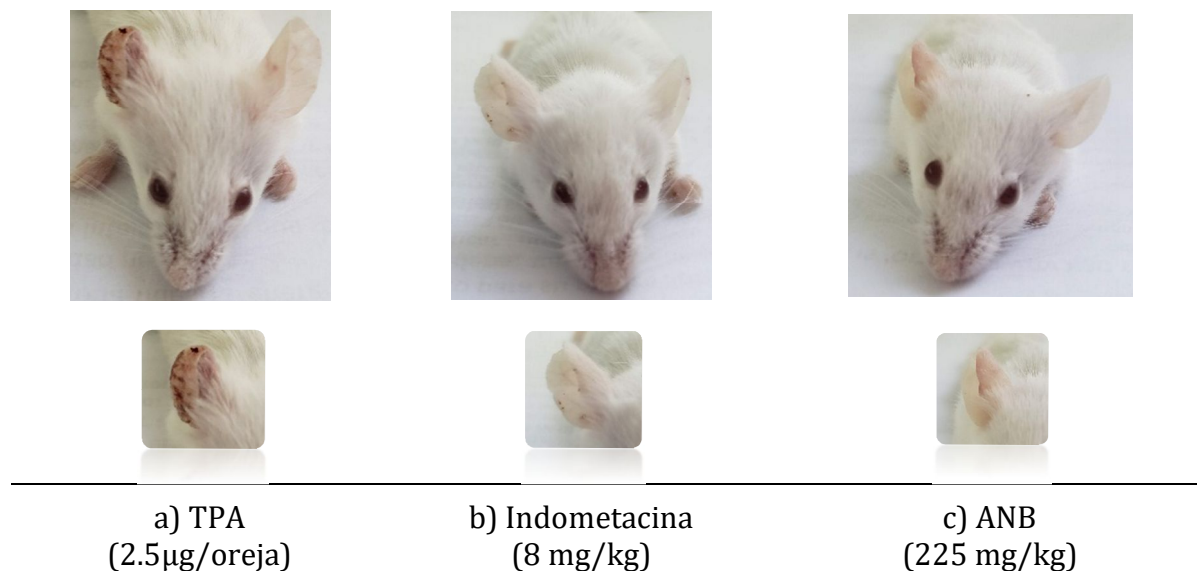 a) TPA
(2.5µg/oreja)
b) Indometacina
(8 mg/kg)
c) ANB
(225 mg/kg)